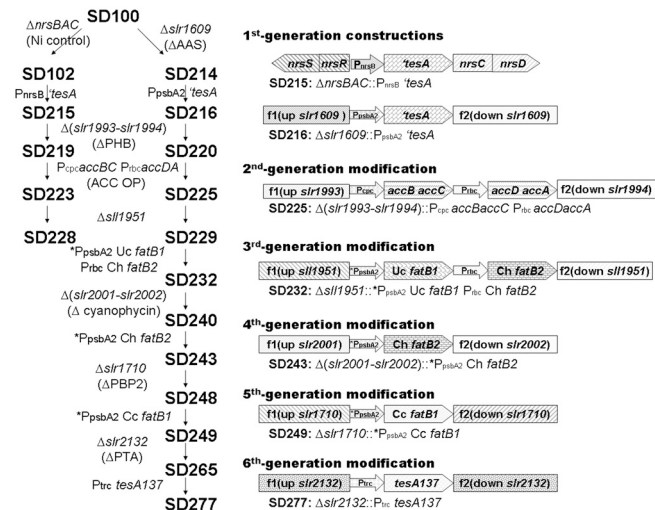 SD100
ΔnrsBAC
(Ni control)
Δslr1609
(ΔAAS)
SD102
SD214
PnrsB 'tesA
PpsbA2 'tesA
SD215
SD216
Δ(slr1993-slr1994)
(ΔPHB)
SD219
SD220
PcpcaccBC PrbcaccDA
(ACC OP)
SD223
SD225
Δsll1951
SD228
SD229
*PpsbA2 Uc fatB1
Prbc Ch fatB2
SD232
Δ(slr2001-slr2002)
(Δ cyanophycin)
SD240
*PpsbA2 Ch fatB2
SD243
Δslr1710
(ΔPBP2)
SD248
*PpsbA2 Cc fatB1
SD249
Δslr2132
(ΔPTA)
SD265
Ptrc tesA137
SD277
1st-generation constructions
nrsS nrsR PnrsB 'tesA nrsC nrsD
SD215: ΔnrsBAC::PnrsB 'tesA
f1(up slr1609 ) PpsbA2 'tesA f2(down slr1609)
SD216: Δslr1609::PpsbA2 'tesA
2nd-generation modification
f1(up slr1993) Pcpc accB accC Prbc accD accA f2(down slr1994)
SD225: Δ(slr1993-slr1994)::Pcpc accBaccC Prbc accDaccA
3rd-generation modification
f1(up sll1951) *PpsbA2 Uc fatB1 Prbc Ch fatB2 f2(down sll1951)
SD232: Δsll1951::*PpsbA2 Uc fatB1 Prbc Ch fatB2
4th-generation modification
f1(up slr2001) *PpsbA2 Ch fatB2 f2(down slr2002)
SD243: Δ(slr2001-slr2002)::*PpsbA2 Ch fatB2
5th-generation modification
f1(up slr1710) *PpsbA2 Cc fatB1 f2(down slr1710)
SD249: Δslr1710::*PpsbA2 Cc fatB1
6th-generation modification
f1(up slr2132) Ptrc tesA137 f2(down slr2132)
SD277: Δslr2132::Ptrc tesA137